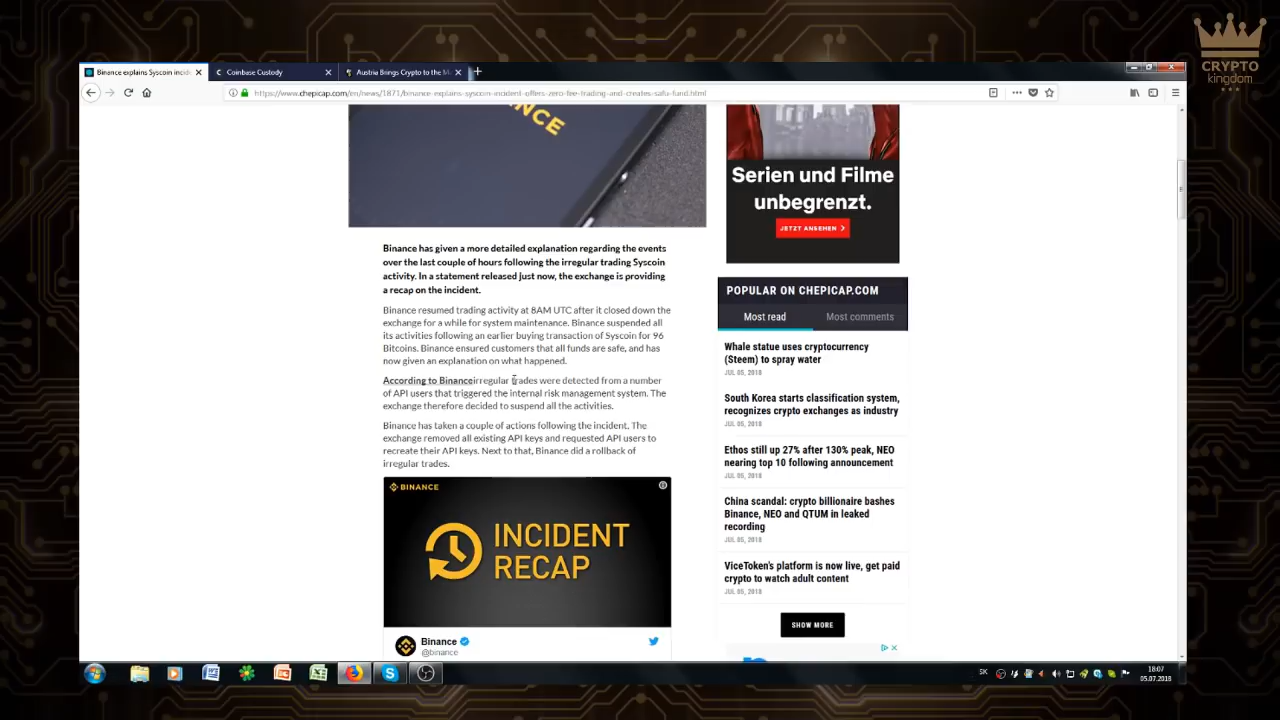 CRYPTO
kingdom
Binance explains Syscoin incid
Coinbase Custody
Austria Brings Crypto to the M
https://www.chepicap.com/en/news/1871/binance-explains-syscoin-incident-offers-zero-fee-trading-and-creates-safu-fund.html
NCE
Serien und Filme
unbegrenzt.
JETZT ANSEHEN
Binance has given a more detailed explanation regarding the events
over the last couple of hours following the irregular trading Syscoin
activity. In a statement released just now, the exchange is providing
a recap on the incident.
Binance resumed trading activity at 8AM UTC after it closed down the
exchange for a while for system maintenance. Binance suspended all
its activities following an earlier buying transaction of Syscoin for 96
Bitcoins. Binance ensured customers that all funds are safe, and has
now given an explanation on what happened.
According to Binanceirregular trades were detected from a number
of API users that triggered the internal risk management system. The
exchange therefore decided to suspend all the activities.
Binance has taken a couple of actions following the incident. The
exchange removed all existing API keys and requested API users to
recreate their API keys. Next to that, Binance did a rollback of
irregular trades.
BINANCE
INCIDENT
RECAP
Binance
@binance
POPULAR ON CHEPICAP.COM
Most read
Most comments
Whale statue uses cryptocurrency
(Steem) to spray water
JUL 05, 2018
South Korea starts classification system,
recognizes crypto exchanges as industry
JUL 05, 2018
Ethos still up 27% after 130% peak, NEO
nearing top 10 following announcement
JUL 05, 2018
China scandal: crypto billionaire bashes
Binance, NEO and QTUM in leaked
recording
JUL 05, 2018
ViceToken's platform is now live, get paid
crypto to watch adult content
JUL 05, 2018
SHOW MORE
SK
18:07
05.07.2018